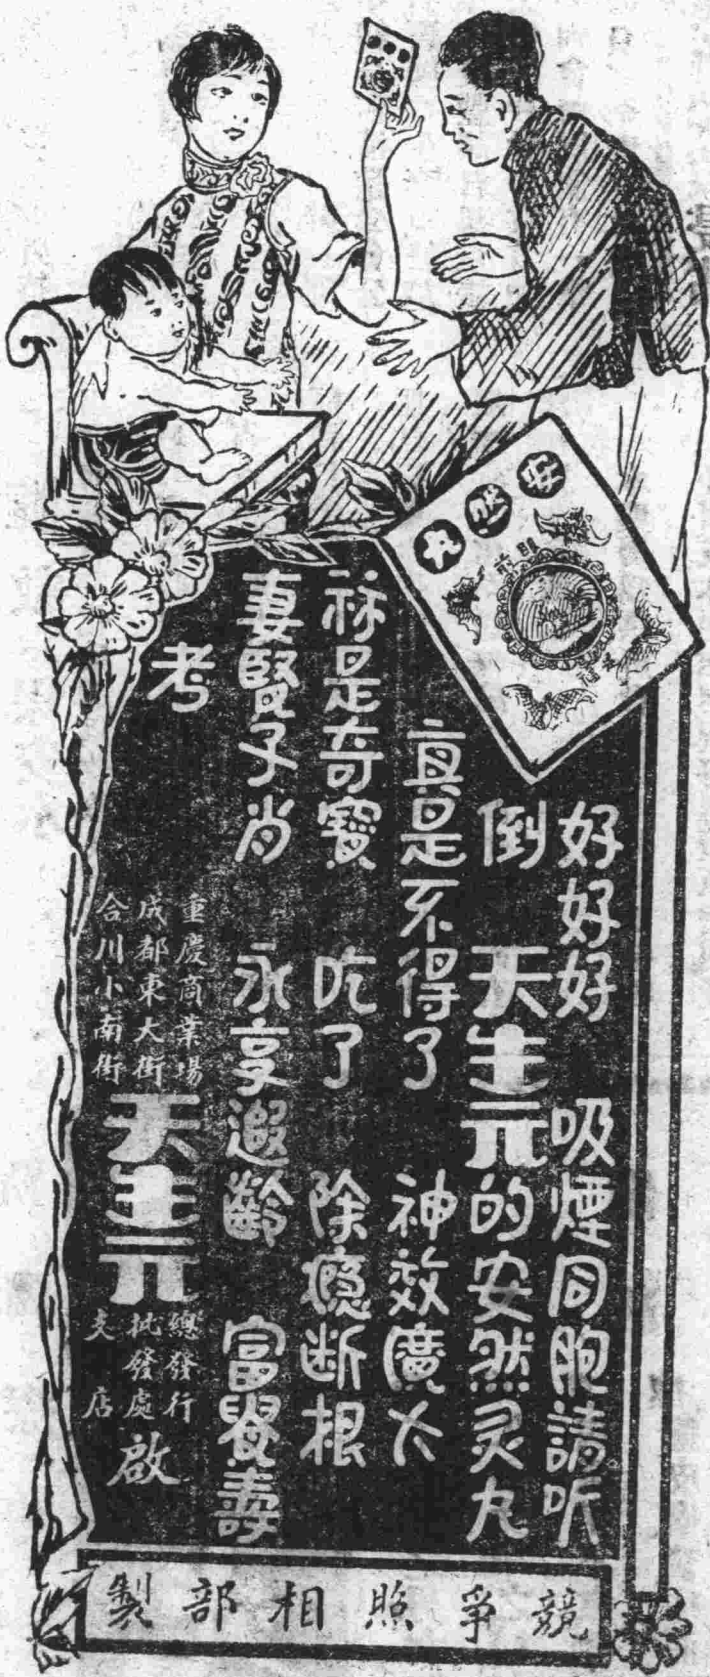 安然丸
好好好 吸煙同胞請听
倒 天生元的安然灵丸
真是不得了 神效廣大
祘是奇寶 吃了 除瘾断根
妻賢子肖 永享遐齡 富貴壽
考
重慶商業場
成都東大街
合川小南街
天生元
總發行
批發處
支店
啟
競爭照相部製